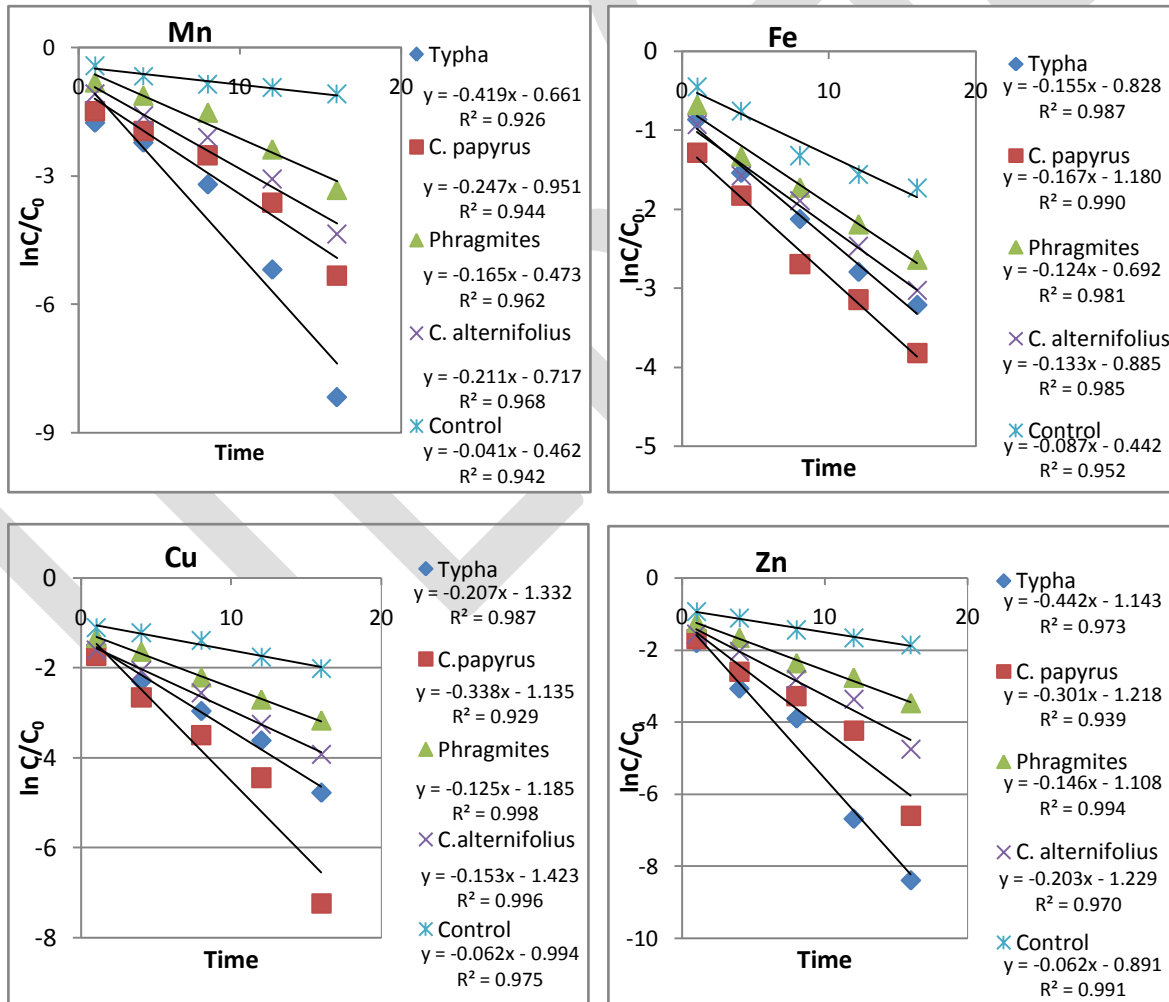 Mn
0
0
10
20
-3
-6
-9
lnC/C0
Time
Typha
y = -0.419x - 0.661
R² = 0.926
C. papyrus
y = -0.247x - 0.951
R² = 0.944
Phragmites
y = -0.165x - 0.473
R² = 0.962
C. alternifolius
y = -0.211x - 0.717
R² = 0.968
Control
y = -0.041x - 0.462
R² = 0.942
Fe
0
0
10
20
-1
-2
-3
-4
-5
lnC/C0
Time
Typha
y = -0.155x - 0.828
R² = 0.987
C. papyrus
y = -0.167x - 1.180
R² = 0.990
Phragmites
y = -0.124x - 0.692
R² = 0.981
C. alternifolius
y = -0.133x - 0.885
R² = 0.985
Control
y = -0.087x - 0.442
R² = 0.952
Cu
0
0
10
20
-2
-4
-6
-8
ln C/C0
Time
Typha
y = -0.207x - 1.332
R² = 0.987
C.papyrus
y = -0.338x - 1.135
R² = 0.929
Phragmites
y = -0.125x - 1.185
R² = 0.998
C.alternifolius
y = -0.153x - 1.423
R² = 0.996
Control
y = -0.062x - 0.994
R² = 0.975
Zn
0
0
10
20
-2
-4
-6
-8
-10
lnC/C0
Time
Typha
y = -0.442x - 1.143
R² = 0.973
C. papyrus
y = -0.301x - 1.218
R² = 0.939
Phragmites
y = -0.146x - 1.108
R² = 0.994
C. alternifolius
y = -0.203x - 1.229
R² = 0.970
Control
y = -0.062x - 0.891
R² = 0.991